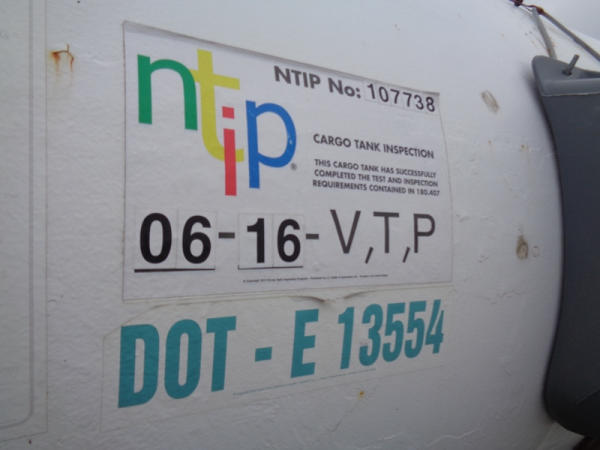 ntip®
NTIP No: 107738
CARGO TANK INSPECTION
THIS CARGO TANK HAS SUCCESSFULLY
COMPLETED THE TEST AND INSPECTION
REQUIREMENTS CONTAINED IN 180.407
06-16-V,T,P
DOT - E 13554